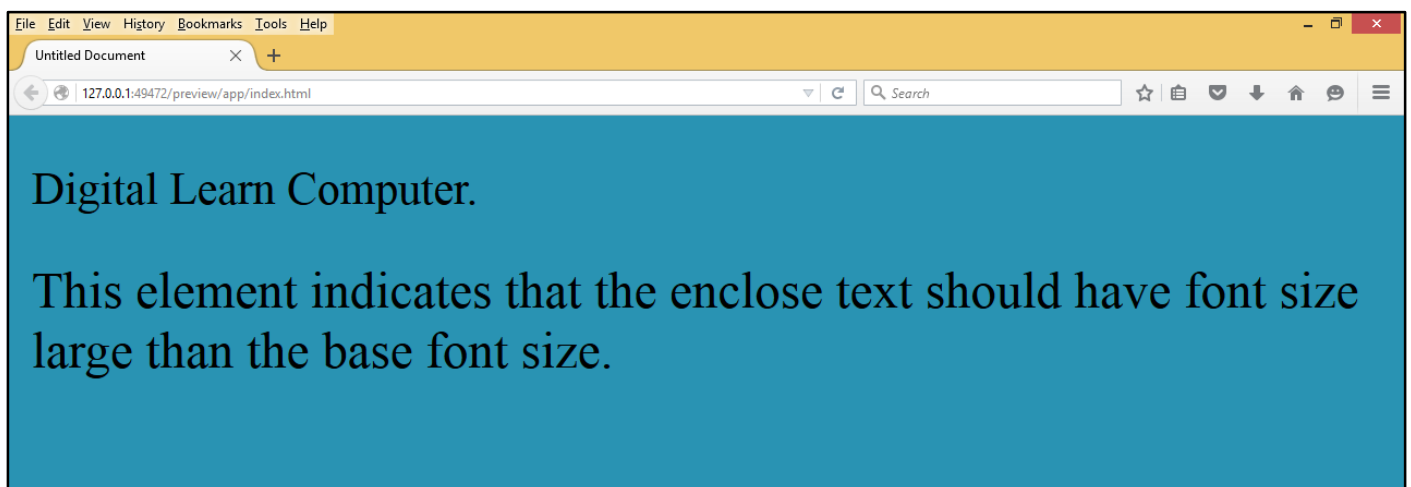 File Edit View History Bookmarks Tools Help
Untitled Document
127.0.0.1:49472/preview/app/index.html
Search
Digital Learn Computer.
This element indicates that the enclose text should have font size
large than the base font size.